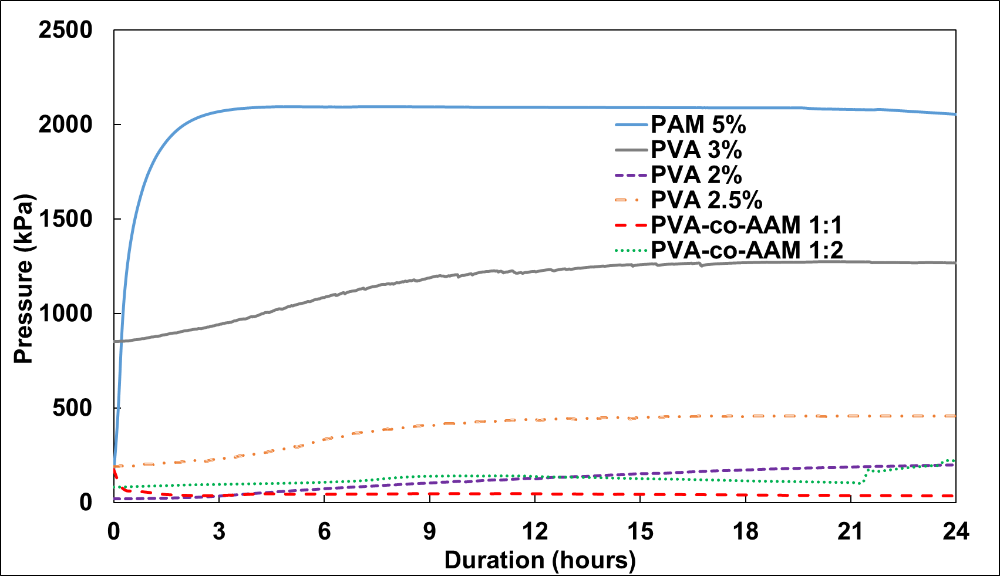 2500
2000
1500
1000
500
0
Pressure (kPa)
PAM 5%
PVA 3%
PVA 2%
PVA 2.5%
PVA-co-AAM 1:1
PVA-co-AAM 1:2
0 3 6 9 12 15 18 21 24
Duration (hours)